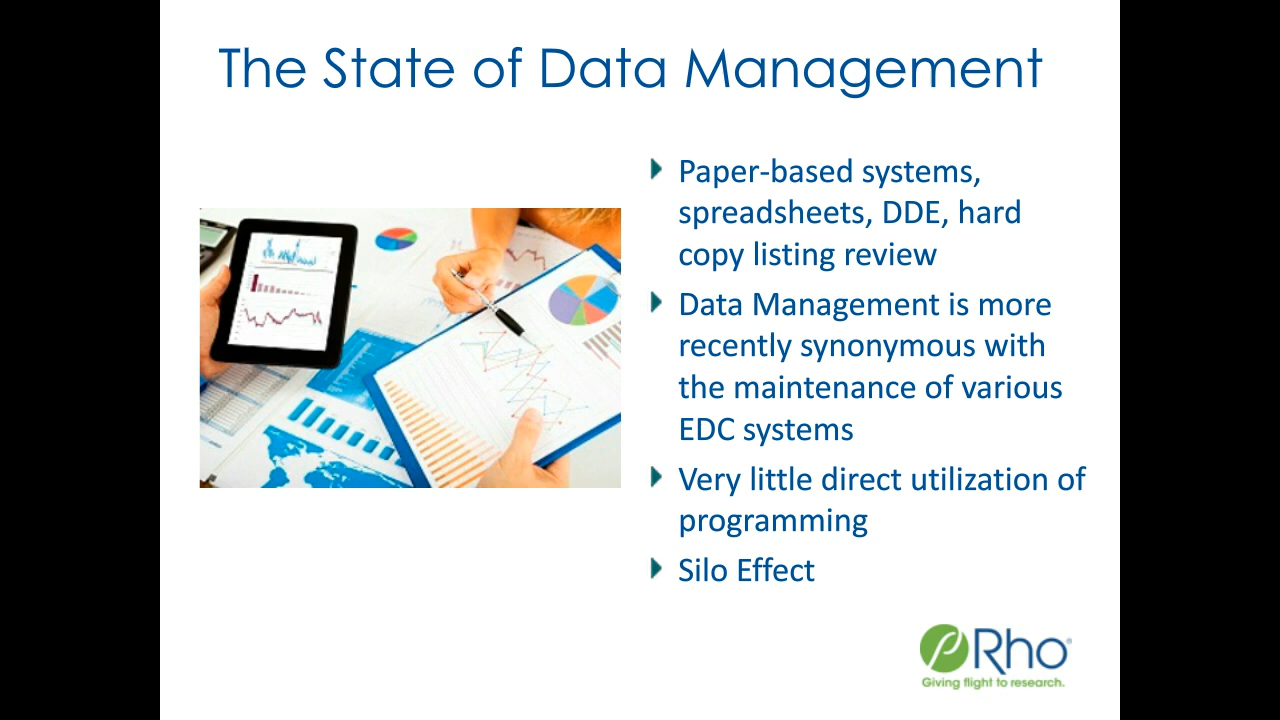 The State of Data Management
Paper-based systems,
spreadsheets, DDE, hard
copy listing review
Data Management is more
recently synonymous with
the maintenance of various
EDC systems
Very little direct utilization of
programming
Silo Effect
Rho®
Giving flight to research.